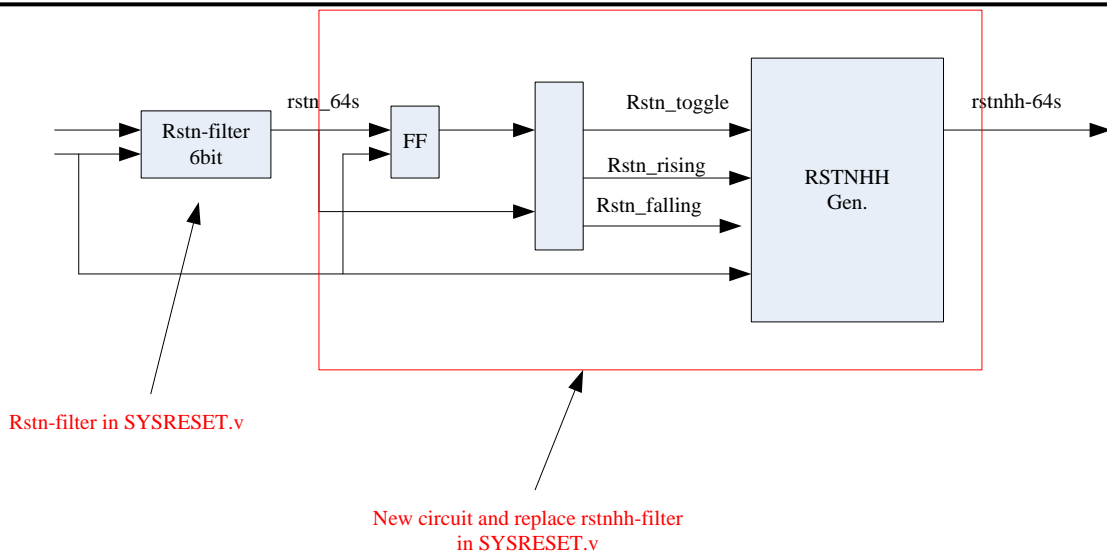 rstn_64s
Rstn-filter
6bit
FF
Rstn_toggle
Rstn_rising
Rstn_falling
RSTNHH
Gen.
rstnhh-64s
Rstn-filter in SYSRESET.v
New circuit and replace rstnhh-filter
in SYSRESET.v